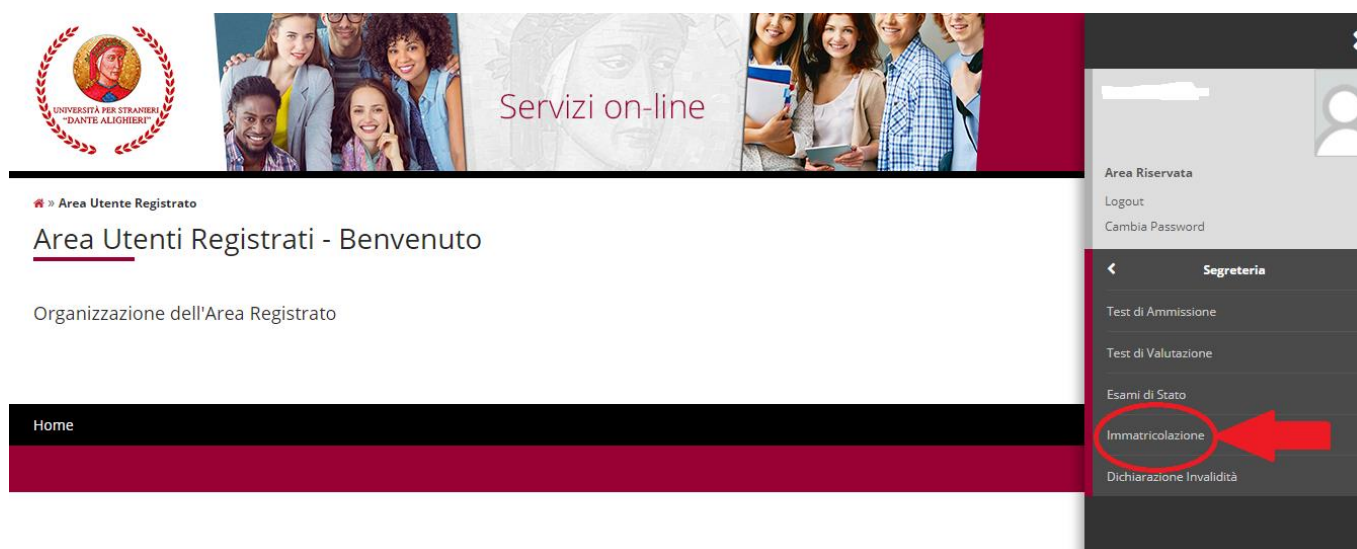 UNIVERSITÀ PER STRANIERI
"DANTE ALIGHIERI"
Servizi on-line
» Area Utente Registrato
Area Utenti Registrati - Benvenuto
Organizzazione dell'Area Registrato
Home
Area Riservata
Logout
Cambia Password
Segreteria
Test di Ammissione
Test di Valutazione
Esami di Stato
Immatricolazione
Dichiarazione Invalidità